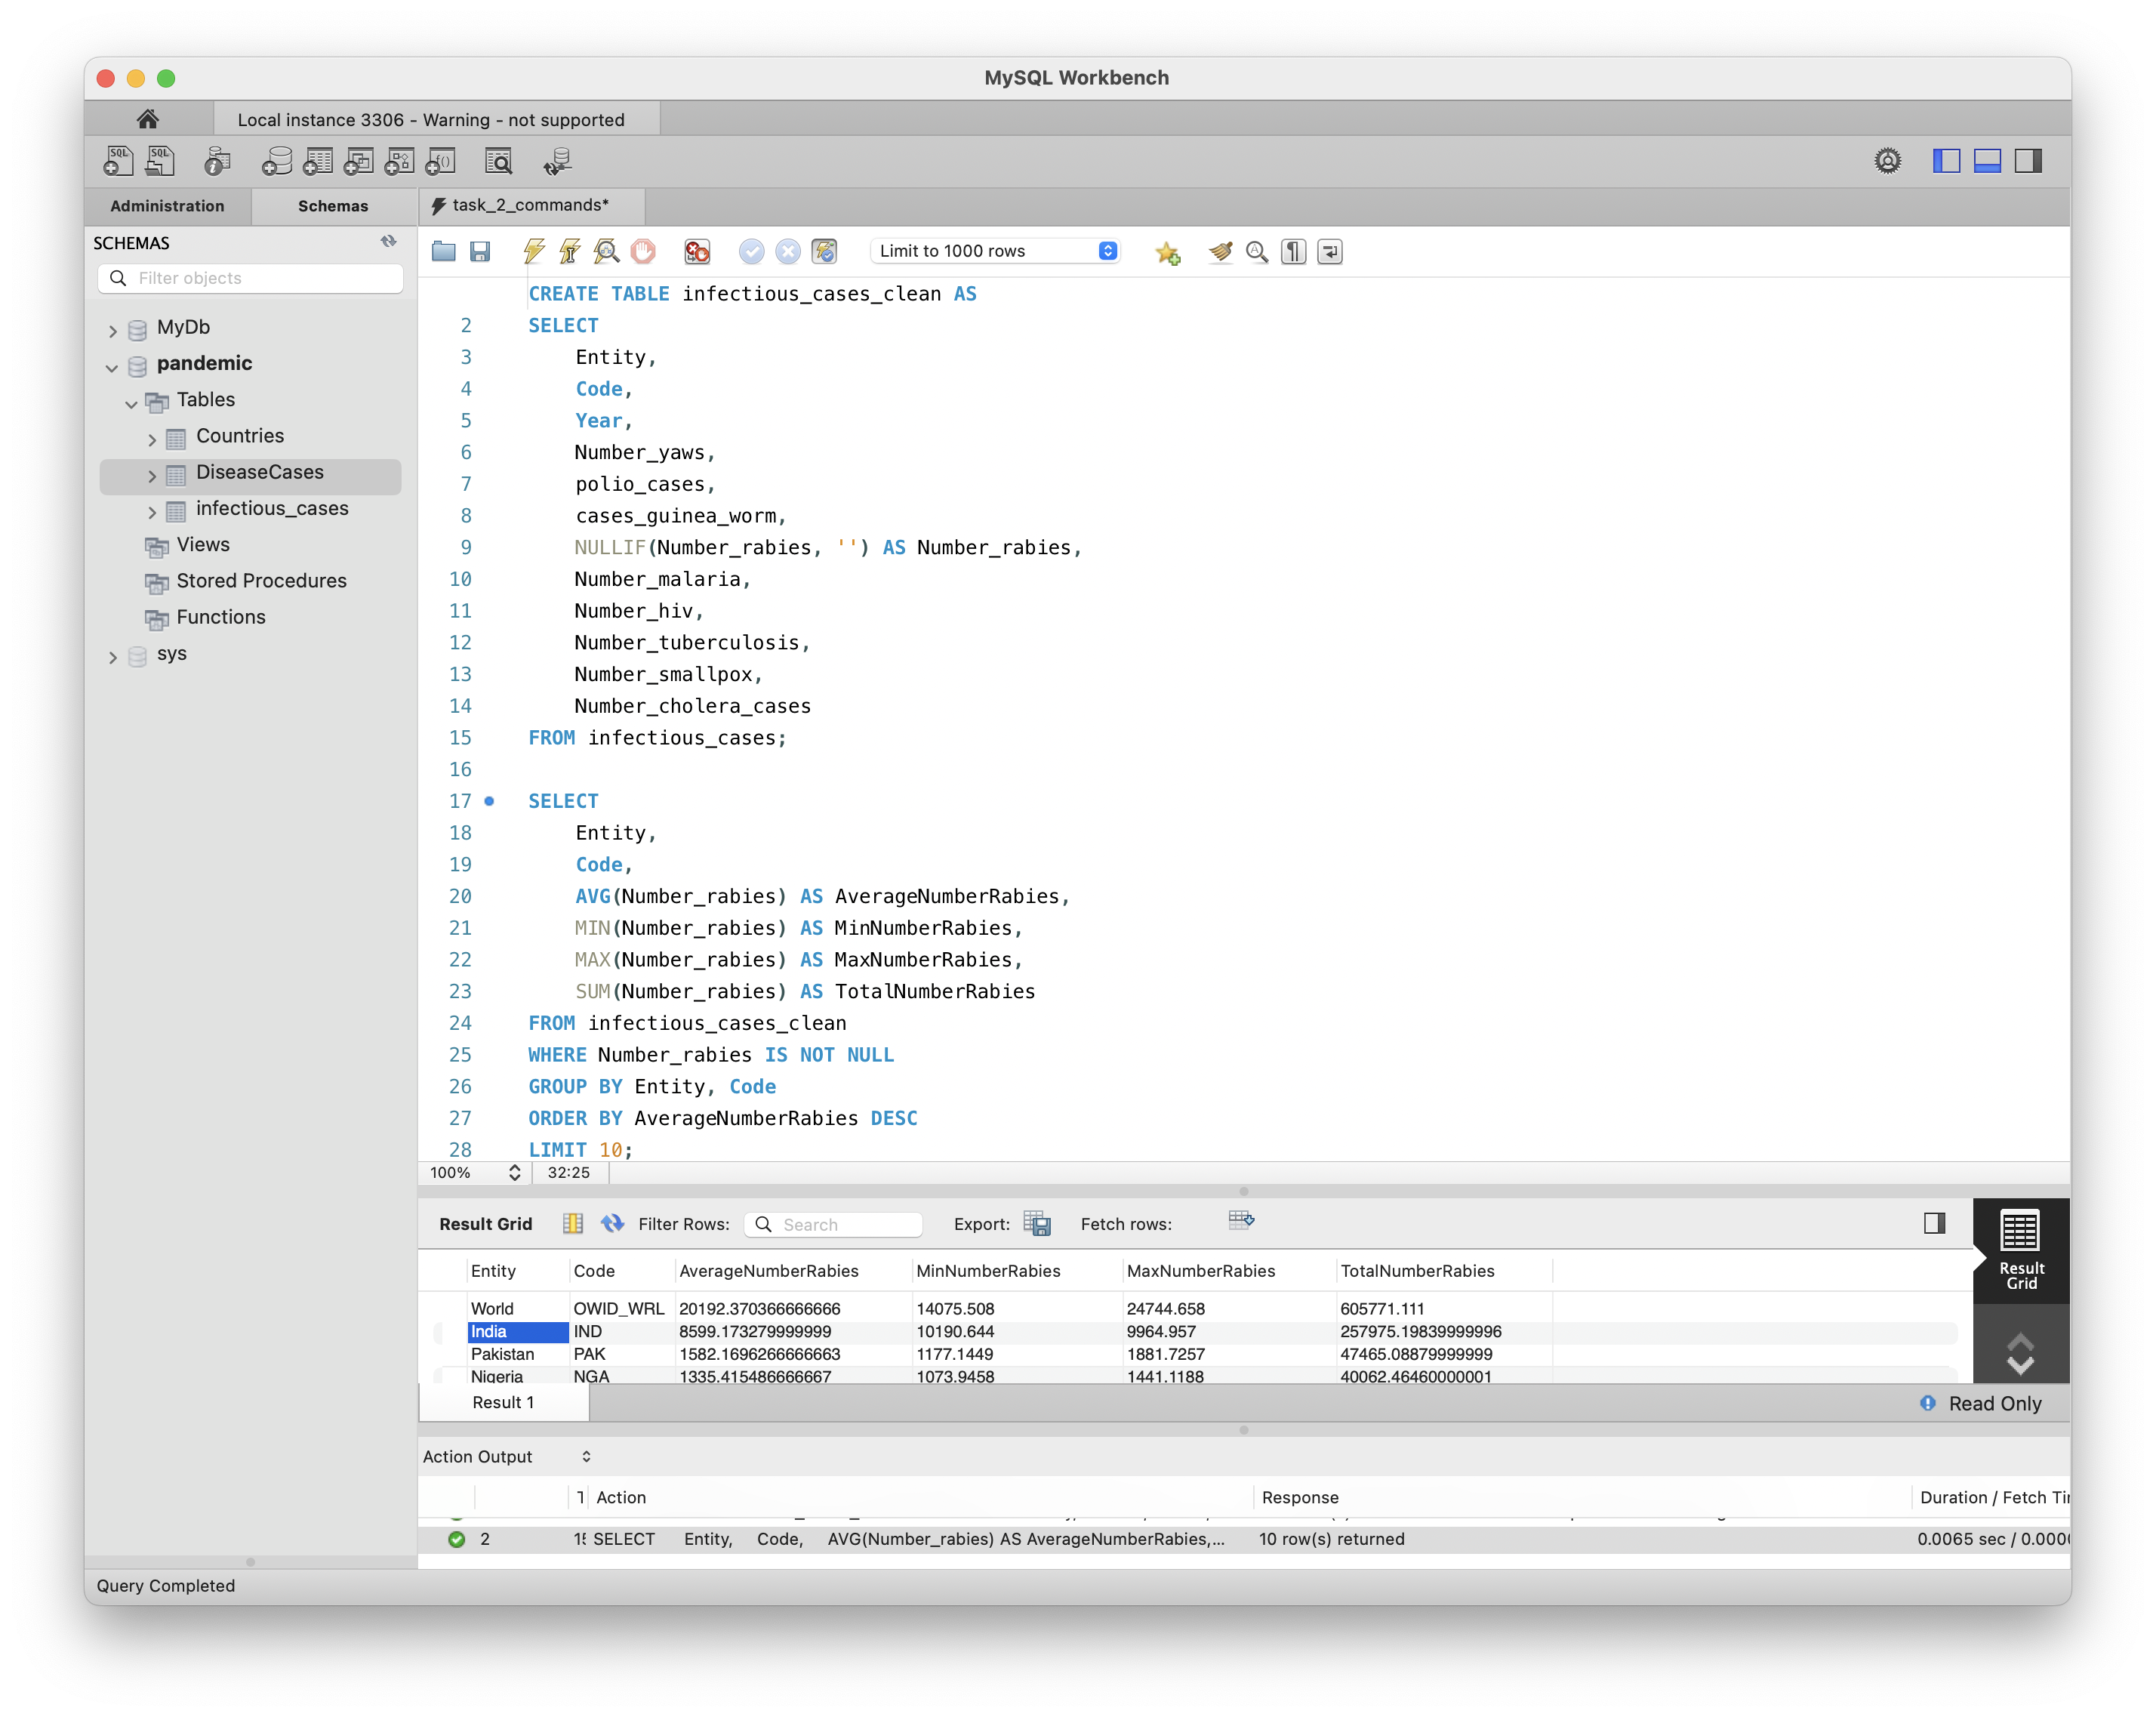 MySQL Workbench
Local instance 3306 - Warning - not supported
Administration
Schemas
task_2_commands*
SCHEMAS
Filter objects
MyDb
pandemic
Tables
Countries
DiseaseCases
infectious_cases
Views
Stored Procedures
Functions
sys
Limit to 1000 rows
CREATE TABLE infectious_cases_clean AS
2 SELECT
3 Entity,
4 Code,
5 Year,
6 Number_yaws,
7 polio_cases,
8 cases_guinea_worm,
9 NULLIF(Number_rabies, '') AS Number_rabies,
10 Number_malaria,
11 Number_hiv,
12 Number_tuberculosis,
13 Number_smallpox,
14 Number_cholera_cases
15 FROM infectious_cases;
16
17 SELECT
18 Entity,
19 Code,
20 AVG(Number_rabies) AS AverageNumberRabies,
21 MIN(Number_rabies) AS MinNumberRabies,
22 MAX(Number_rabies) AS MaxNumberRabies,
23 SUM(Number_rabies) AS TotalNumberRabies
24 FROM infectious_cases_clean
25 WHERE Number_rabies IS NOT NULL
26 GROUP BY Entity, Code
27 ORDER BY AverageNumberRabies DESC
28 LIMIT 10;
100% 32:25
Result Grid Filter Rows: Search Export: Fetch rows:
Entity Code AverageNumberRabies MinNumberRabies MaxNumberRabies TotalNumberRabies
World OWID_WRL 20192.370366666666 14075.508 24744.658 605771.111
India IND 8599.173279999999 10190.644 9964.957 257975.19839999996
Pakistan PAK 1582.1696266666663 1177.1449 1881.7257 47465.08879999999
Nigeria NGA 1335.415486666667 1073.9458 1441.1188 40062.46460000001
Result
Grid
Result 1
Read Only
Action Output
Action Response Duration / Fetch
2 SELECT Entity, Code, AVG(Number_rabies) AS AverageNumberRabies,... 10 row(s) returned 0.0065 sec /
Query Completed